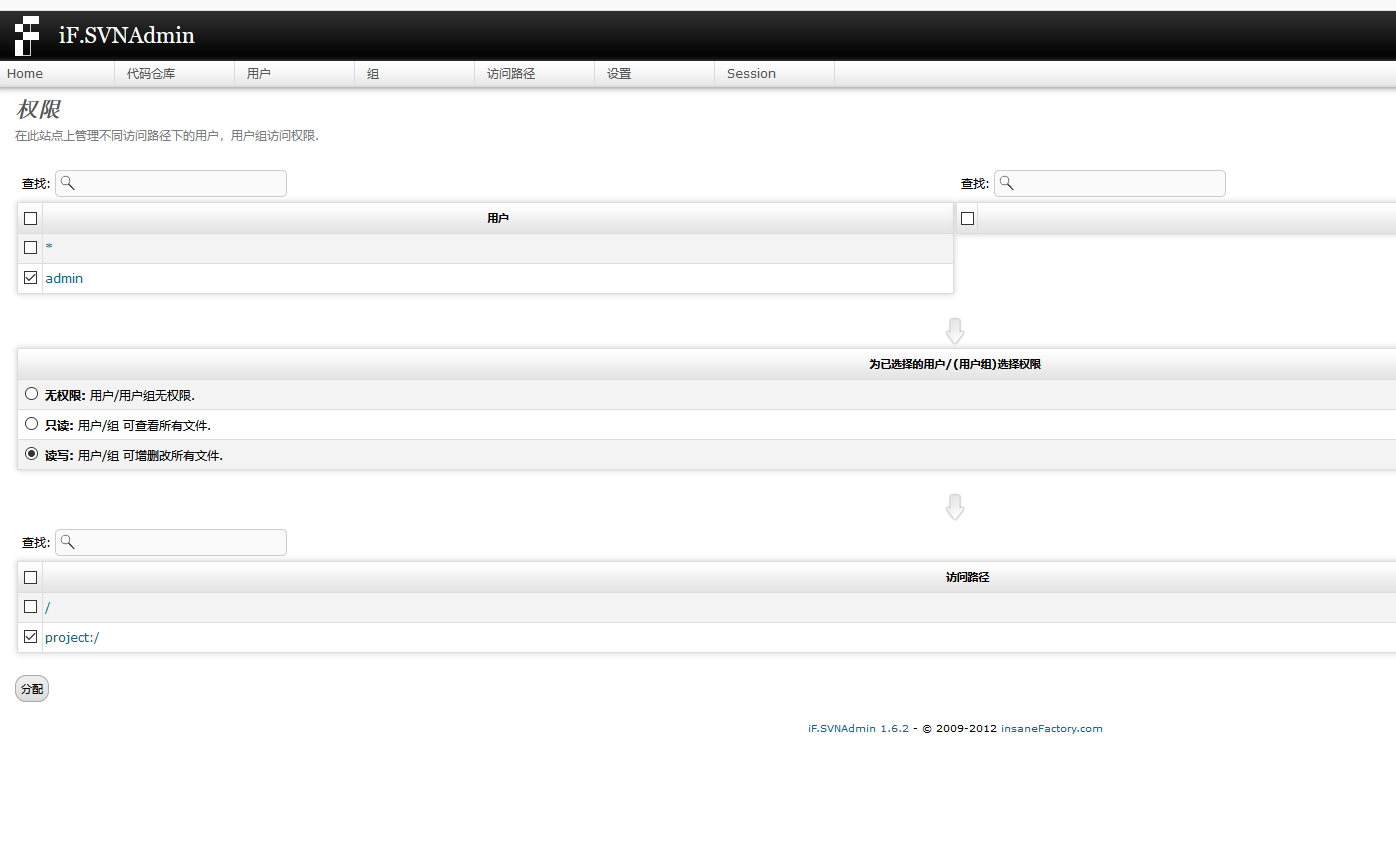 iF.SVNAdmin
Home 代码仓库 用户 组 访问路径 设置 Session
权限
在此站点上管理不同访问路径下的用户，用户组访问权限.
查找: 查找:
用户
*
admin
为已选择的用户/(用户组)选择权限
无权限: 用户/用户组无权限.
只读: 用户/组 可查看所有文件.
读写: 用户/组 可增删改所有文件.
查找:
访问路径
/
project:/
分配
iF.SVNAdmin 1.6.2 - © 2009-2012 insaneFactory.com